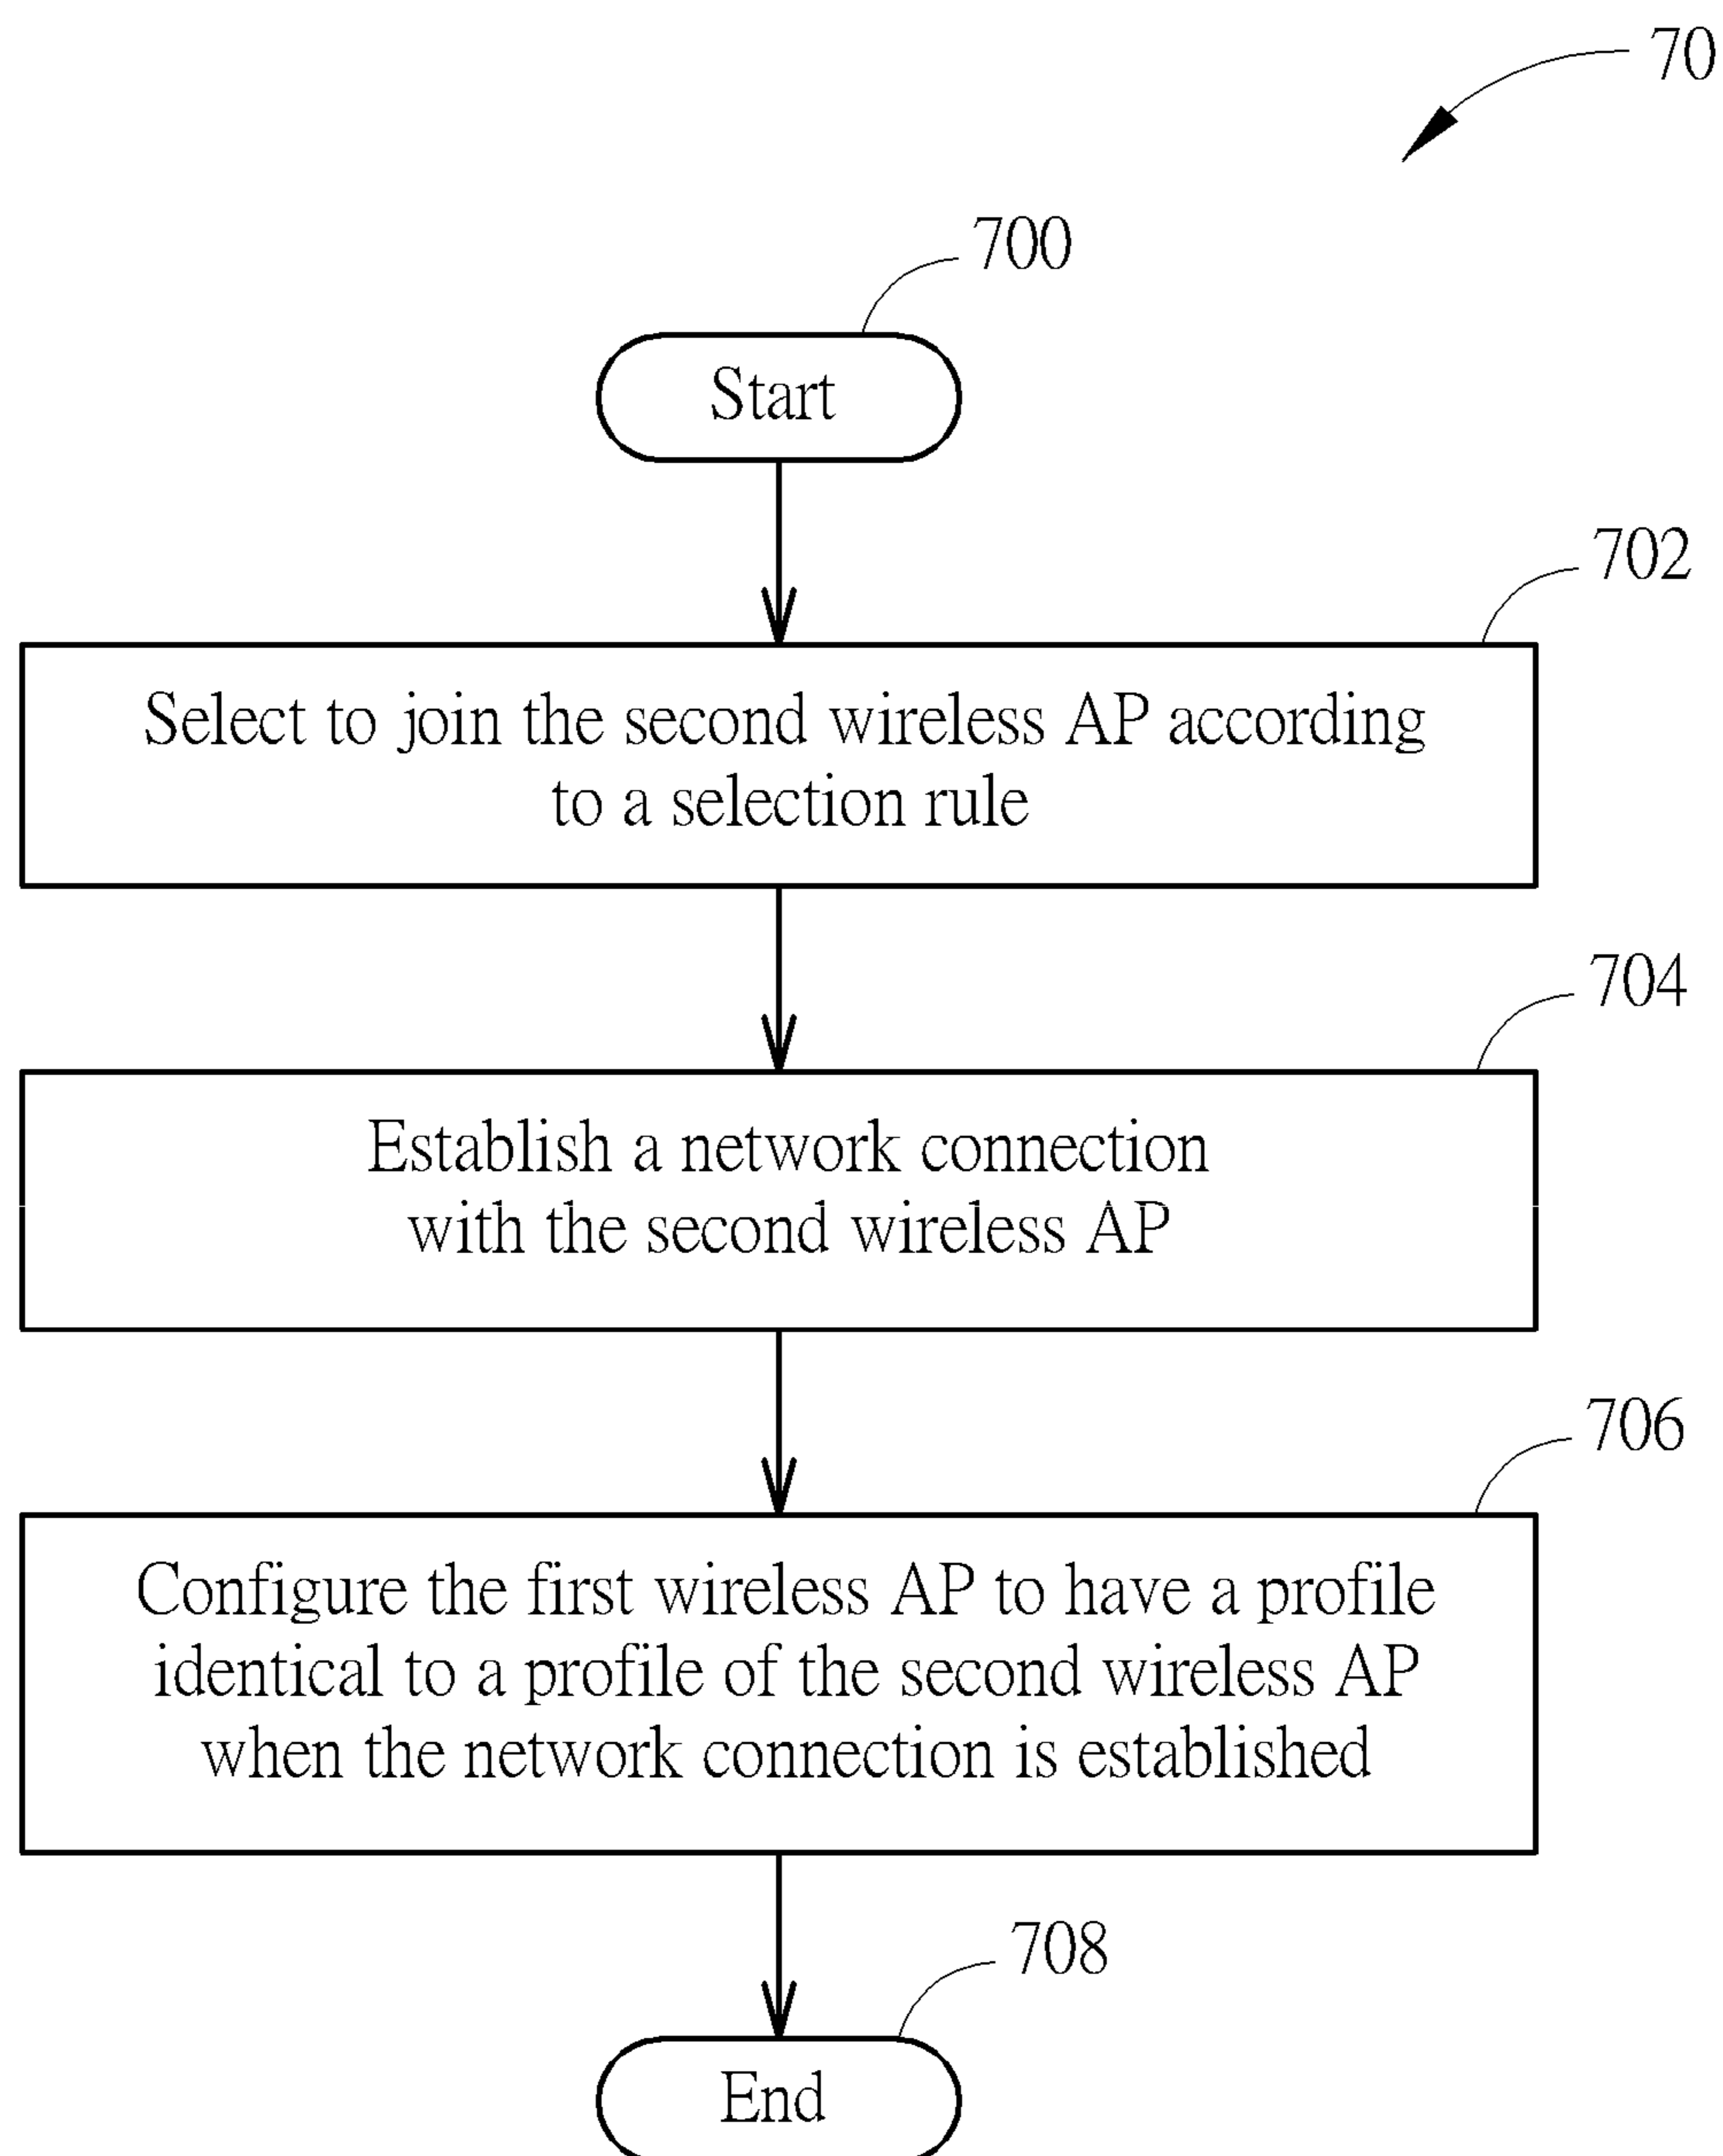 70
700
Start
702
Select to join the second wireless AP according
to a selection rule
704
Establish a network connection
with the second wireless AP
706
Configure the first wireless AP to have a profile
identical to a profile of the second wireless AP
when the network connection is established
708
End